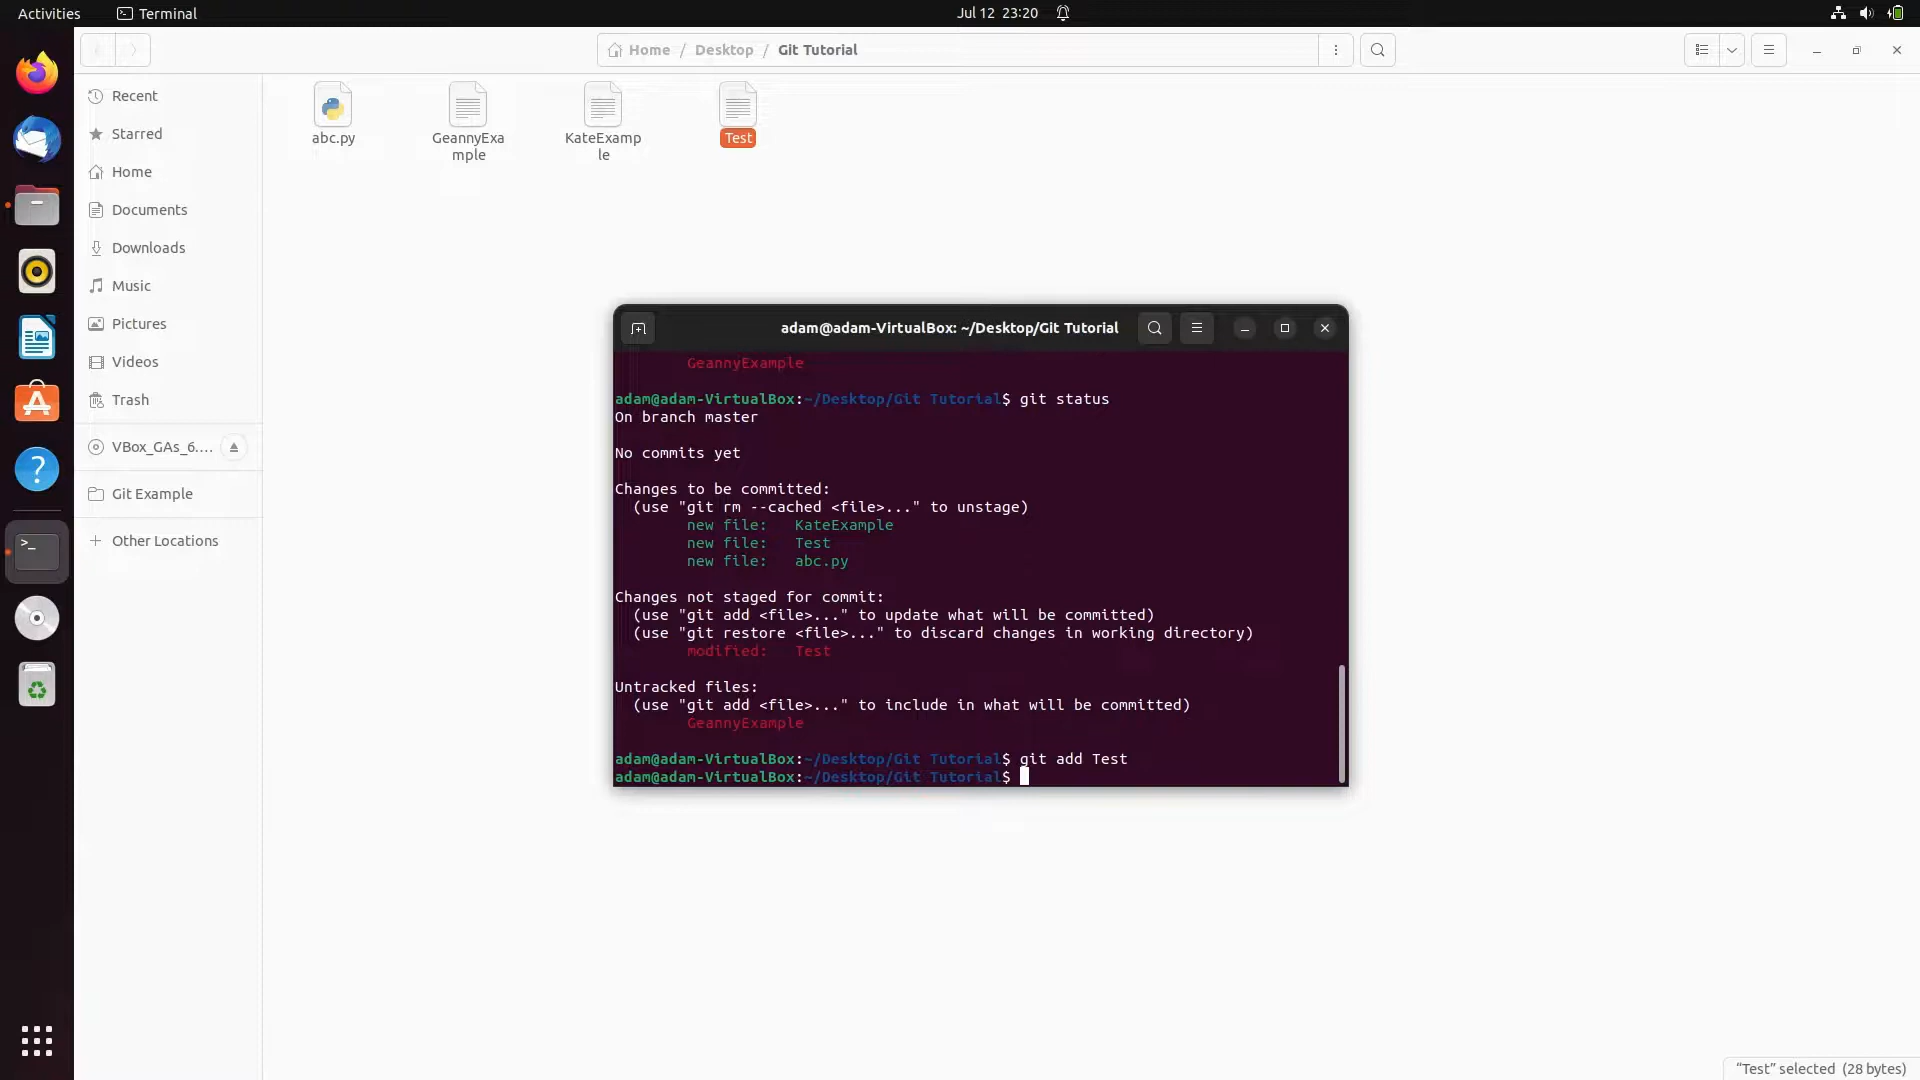 Activities
Terminal
Jul 12 23:20
Home / Desktop / Git Tutorial
Recent
Starred
Home
Documents
Downloads
Music
Pictures
Videos
Trash
VBox_GAs_6....
Git Example
Other Locations
abc.py
GeannyExa
mple
KateExamp
le
Test
adam@adam-VirtualBox: ~/Desktop/Git Tutorial
GeannyExample
adam@adam-VirtualBox:~/Desktop/Git Tutorial$ git status
On branch master
No commits yet
Changes to be committed:
(use "git rm --cached <file>..." to unstage)
new file:   KateExample
new file:   Test
new file:   abc.py
Changes not staged for commit:
(use "git add <file>..." to update what will be committed)
(use "git restore <file>..." to discard changes in working directory)
modified:   Test
Untracked files:
(use "git add <file>..." to include in what will be committed)
GeannyExample
adam@adam-VirtualBox:~/Desktop/Git Tutorial$ git add Test
adam@adam-VirtualBox:~/Desktop/Git Tutorial$
"Test" selected (28 bytes)